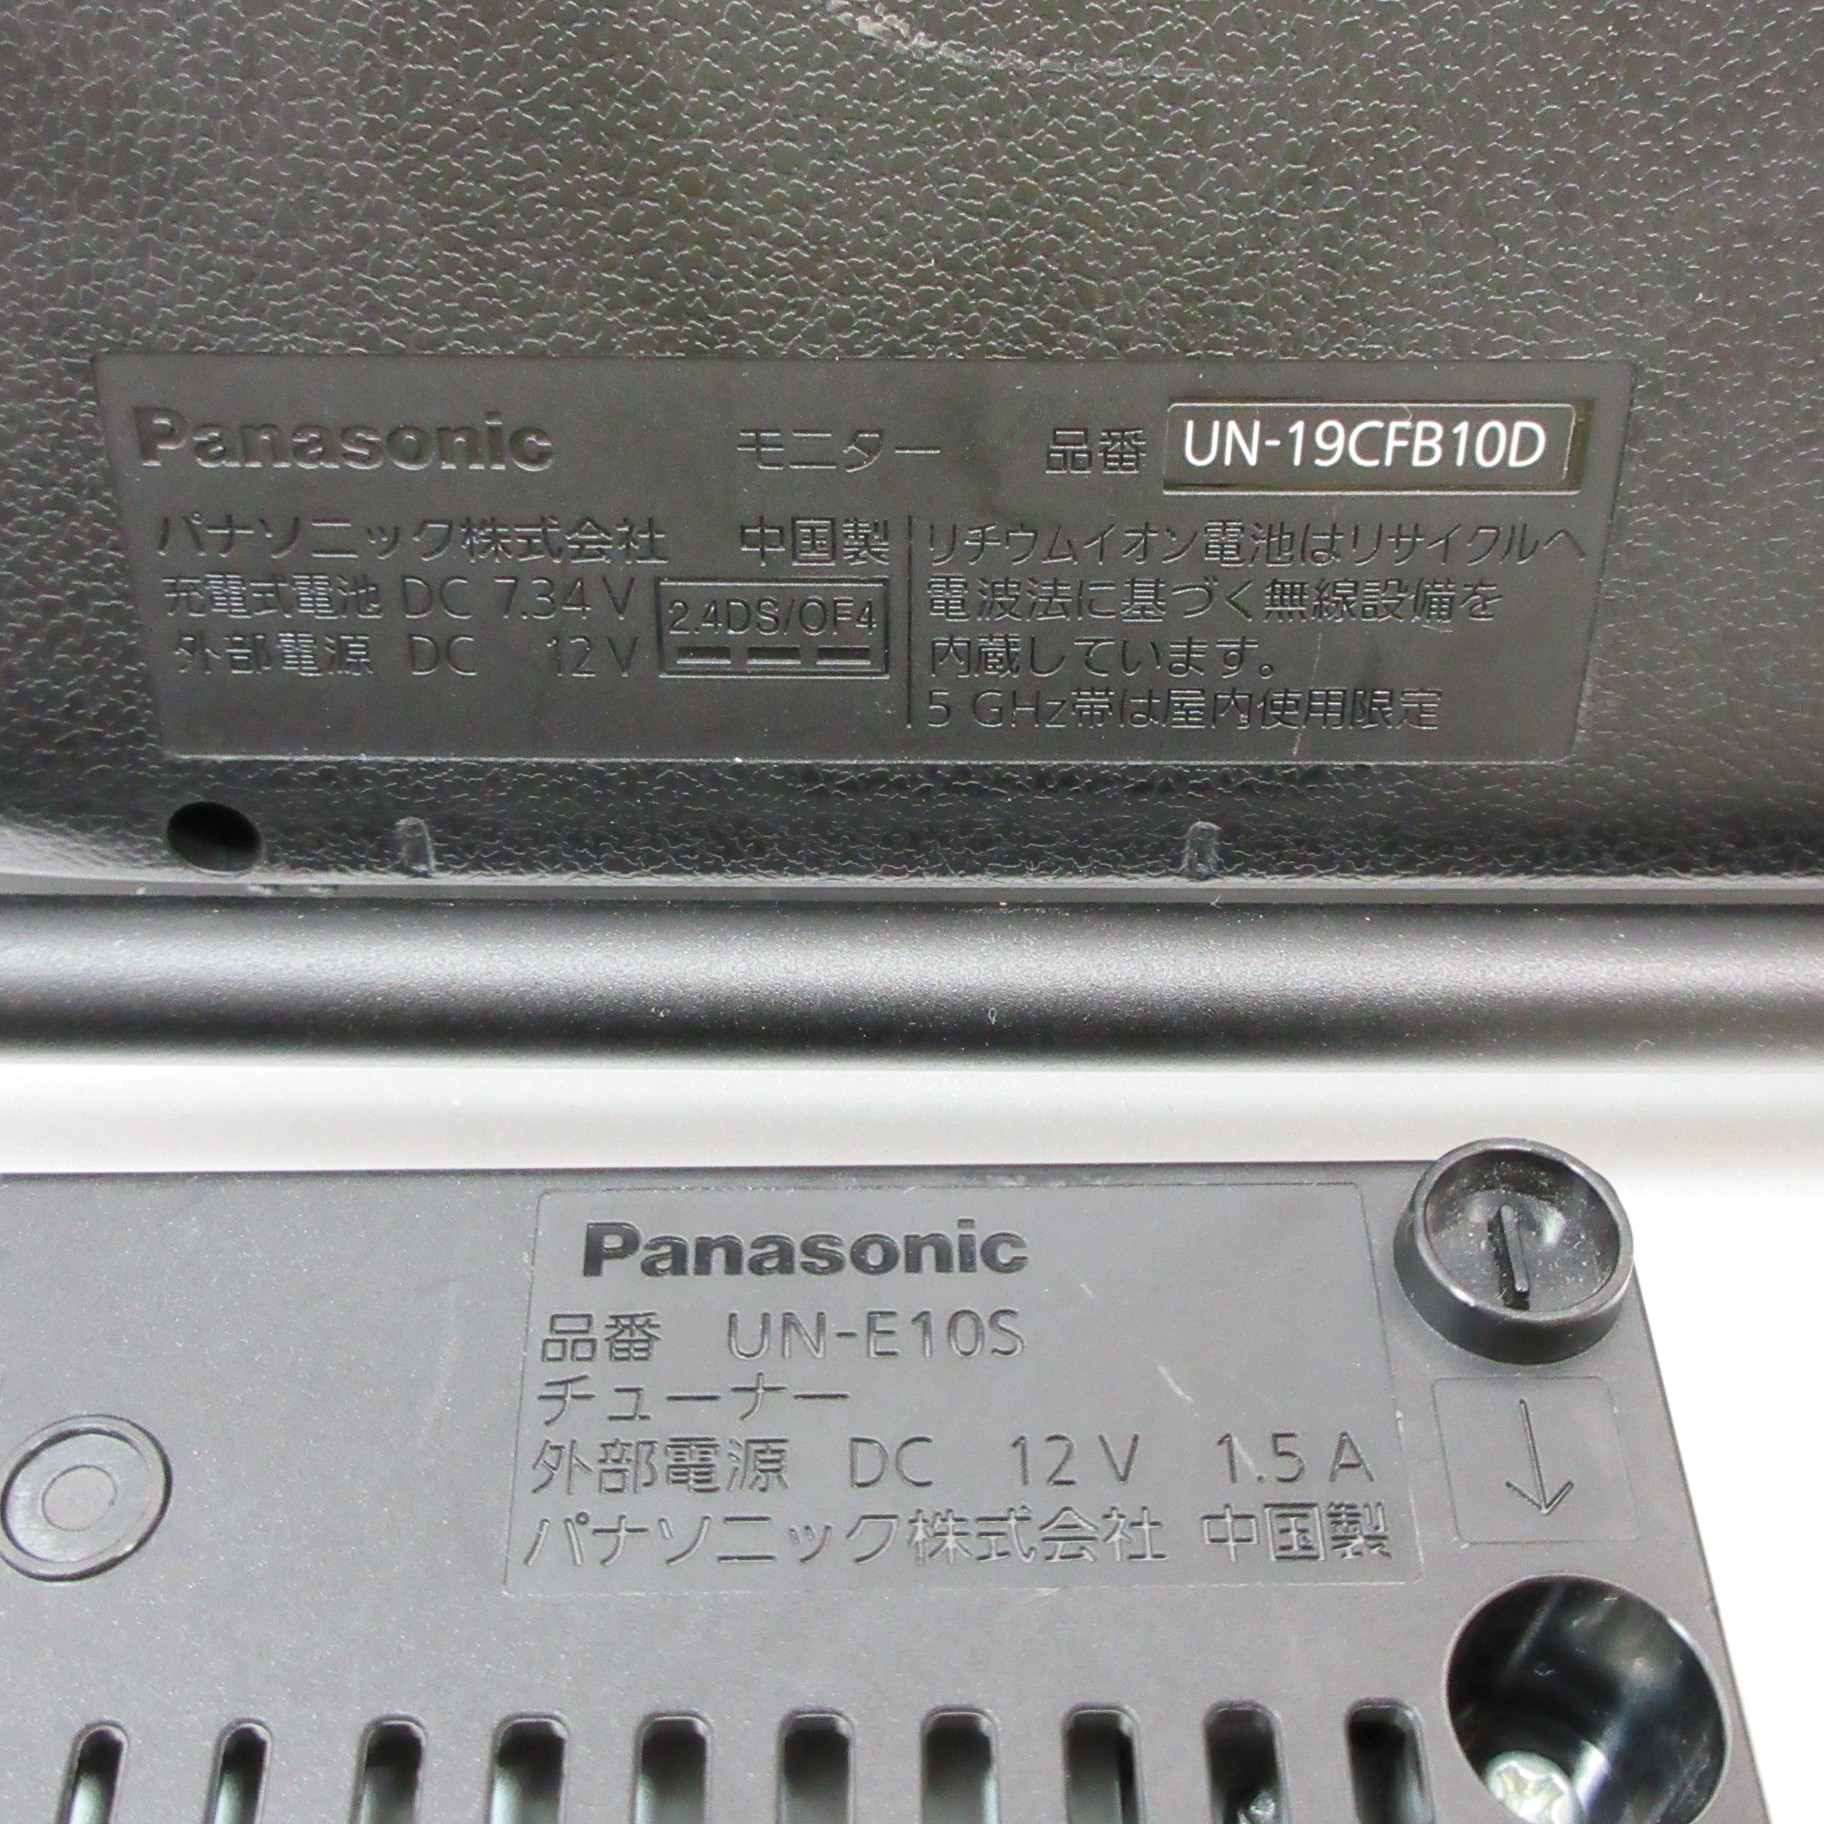 Panasonic モニター 品番 UN-19CFB10D
パナソニック株式会社 中国製
充電式電池 DC 7.34 V
外部電源 DC 12 V
2.4DS/OF4
リチウムイオン電池はリサイクルへ
電波法に基づく無線設備を
内蔵しています。
5 GHz帯は屋内使用限定
Panasonic
品番 UN-E10S
チューナー
外部電源 DC 12 V 1.5 A
パナソニック株式会社 中国製